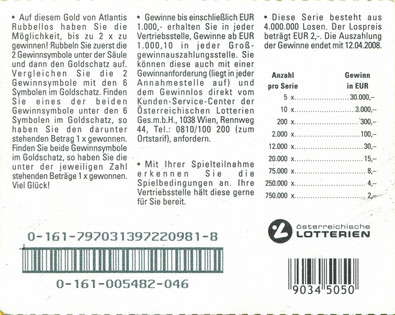 • Auf diesem Gold von Atlantis
Rubbellos haben Sie die
Möglichkeit, bis zu 2 x zu
gewinnen! Rubbeln Sie zuerst die
2 Gewinnsymbole unter der Säule
und dann den Goldschatz auf.
Vergleichen Sie die 2
Gewinnsymbole mit den 6
Symbolen im Goldschatz. Finden
Sie eines der beiden
Gewinnsymbole unter den 6
Symbolen im Goldschatz, so
haben Sie den darunter
stehenden Betrag 1 x gewonnen.
Finden Sie beide Gewinnsymbole
im Goldschatz, so haben Sie die
unter der jeweiligen Zahl
stehenden Beträge 1 x gewonnen.
Viel Glück!
• Gewinne bis einschließlich EUR
1.000,- erhalten Sie in jeder
Vertriebsstelle, Gewinne ab EUR
1.000,10 in jeder Groß-
gewinnauszahlungsstelle. Sie
können diese auch mit einer
Gewinnanforderung (liegt in jeder
Annahmestelle auf) und
dem Gewinnlos direkt vom
Kunden-Service-Center der
Österreichischen Lotterien
Ges.m.b.H., 1038 Wien, Rennweg
44, Tel.: 0810/100 200 (zum
Ortstarif), anfordern.
• Mit Ihrer Spielteilnahme
erkennen Sie die
Spielbedingungen an. Ihre
Vertriebsstelle hält diese gerne
für Sie bereit.
• Diese Serie besteht aus
4.000.000 Losen. Der Lospreis
beträgt EUR 2,-. Die Auszahlung
der Gewinne endet mit 12.04.2008.
Anzahl Gewinn
pro Serie in EUR
5 x 30.000,–
10 x 3.000,–
200 x 300,–
2.000 x 100,–
12.000 x 30,–
20.000 x 15,–
75.000 x 8,–
250.000 x 4,–
750.000 x 2,–
österreichische
LOTTERIEN
0-161-797031397220981-8
0-161-005482-046
9034 5050